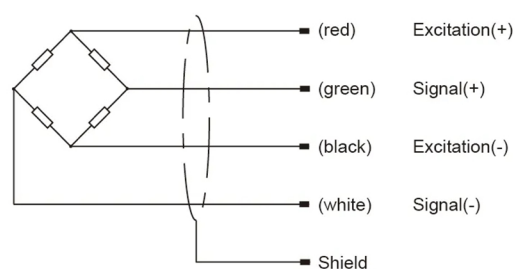 (red) Excitation(+)
(green) Signal(+)
(black) Excitation(-)
(white) Signal(-)
Shield